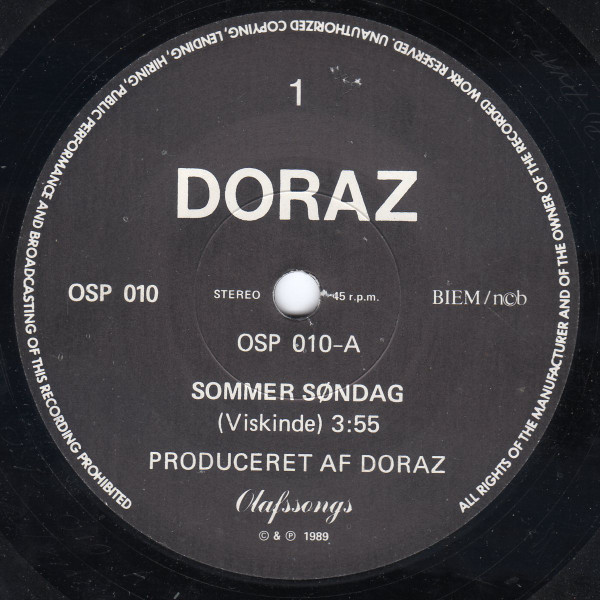 ALL RIGHTS OF THE MANUFACTURER AND OF THE OWNER OF THE RECORDED WORK RESERVED. UNAUTHORIZED COPYING, LENDING, HIRING, PUBLIC PERFORMANCE AND BROADCASTING OF THIS RECORDING PROHIBITED
1
DORAZ
OSP 010 STEREO 45 r.p.m. BIEM/ncb
OSP 010-A
SOMMER SØNDAG
(Viskinde) 3:55
PRODUCERET AF DORAZ
Olafssongs
© & ℗ 1989